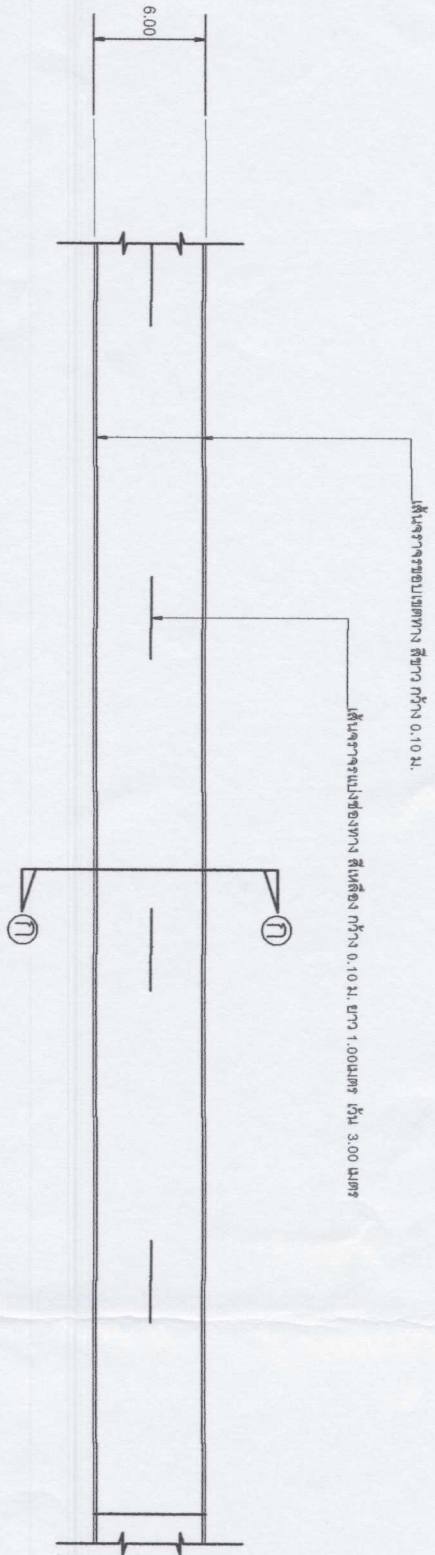 6.00
เส้นจราจรขอบเขตทาง สีขาว กว้าง 0.10 ม.
เส้นจราจรแบ่งช่องทาง สีเหลือง กว้าง 0.10 ม. ยาว 1.00เมตร เว้น 3.00 เมตร
ก
ก